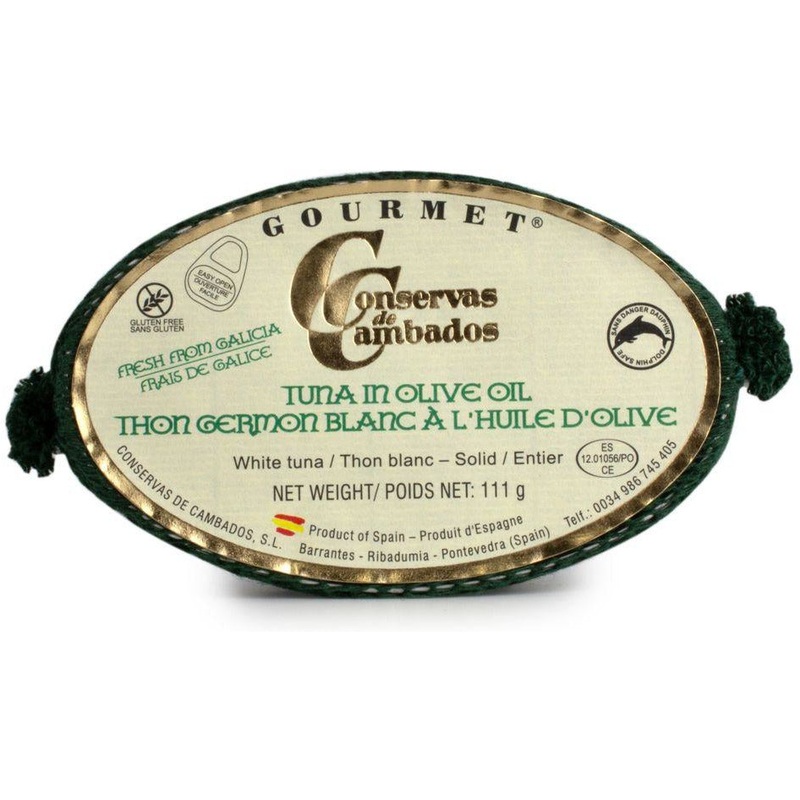 GOURMET®
CC
Conservas
de
Cambados
EASY OPEN
OUVERTURE
FACILE
GLUTEN FREE
SANS GLUTEN
FRESH FROM GALICIA
FRAIS DE GALICE
SANS DANGER DAUPHIN
DOLPHIN SAFE
TUNA IN OLIVE OIL
THON GERMON BLANC À L'HUILE D'OLIVE
White tuna / Thon blanc – Solid / Entier
ES
12.01056/PO
CE
NET WEIGHT/ POIDS NET: 111 g
CONSERVAS DE CAMBADOS, S.L.
Product of Spain – Produit d'Espagne
Barrantes - Ribadumia - Pontevedra (Spain)
Telf.: 0034 986 745 405